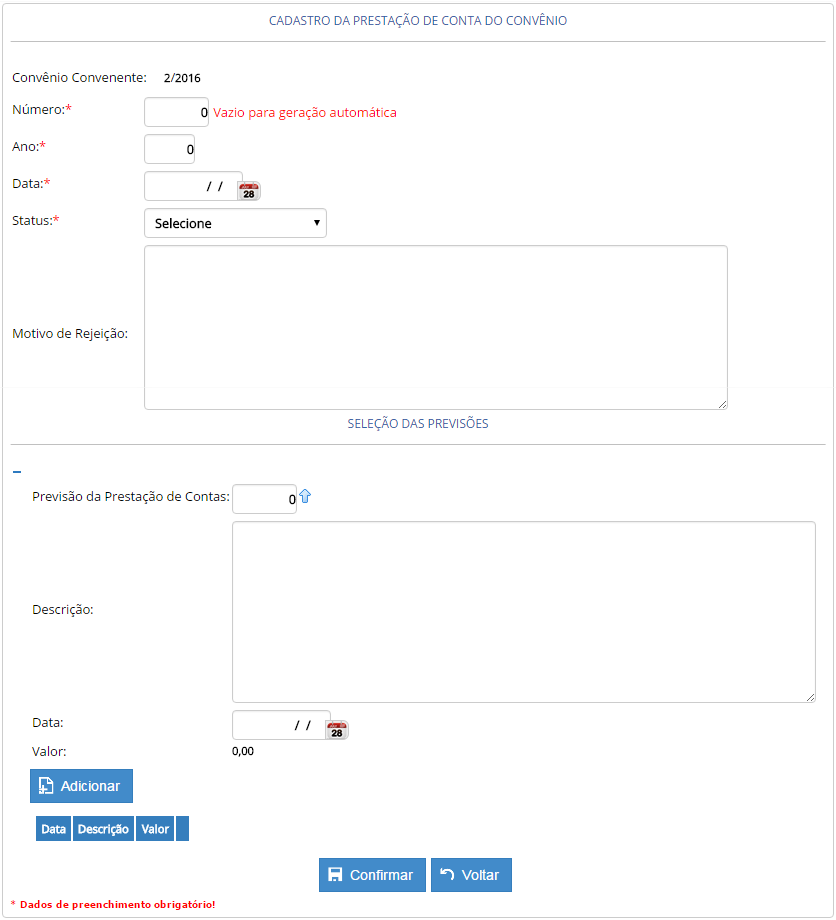 CADASTRO DA PRESTAÇÃO DE CONTA DO CONVÊNIO
Convênio Convenente: 2/2016
Número:* 0 Vazio para geração automática
Ano:* 0
Data:* / / 28
Status:* Selecione
Motivo de Rejeição:
SELEÇÃO DAS PREVISÕES
Previsão da Prestação de Contas: 0
Descrição:
Data: / / 28
Valor: 0,00
Adicionar
Data Descrição Valor
Confirmar Voltar
* Dados de preenchimento obrigatório!